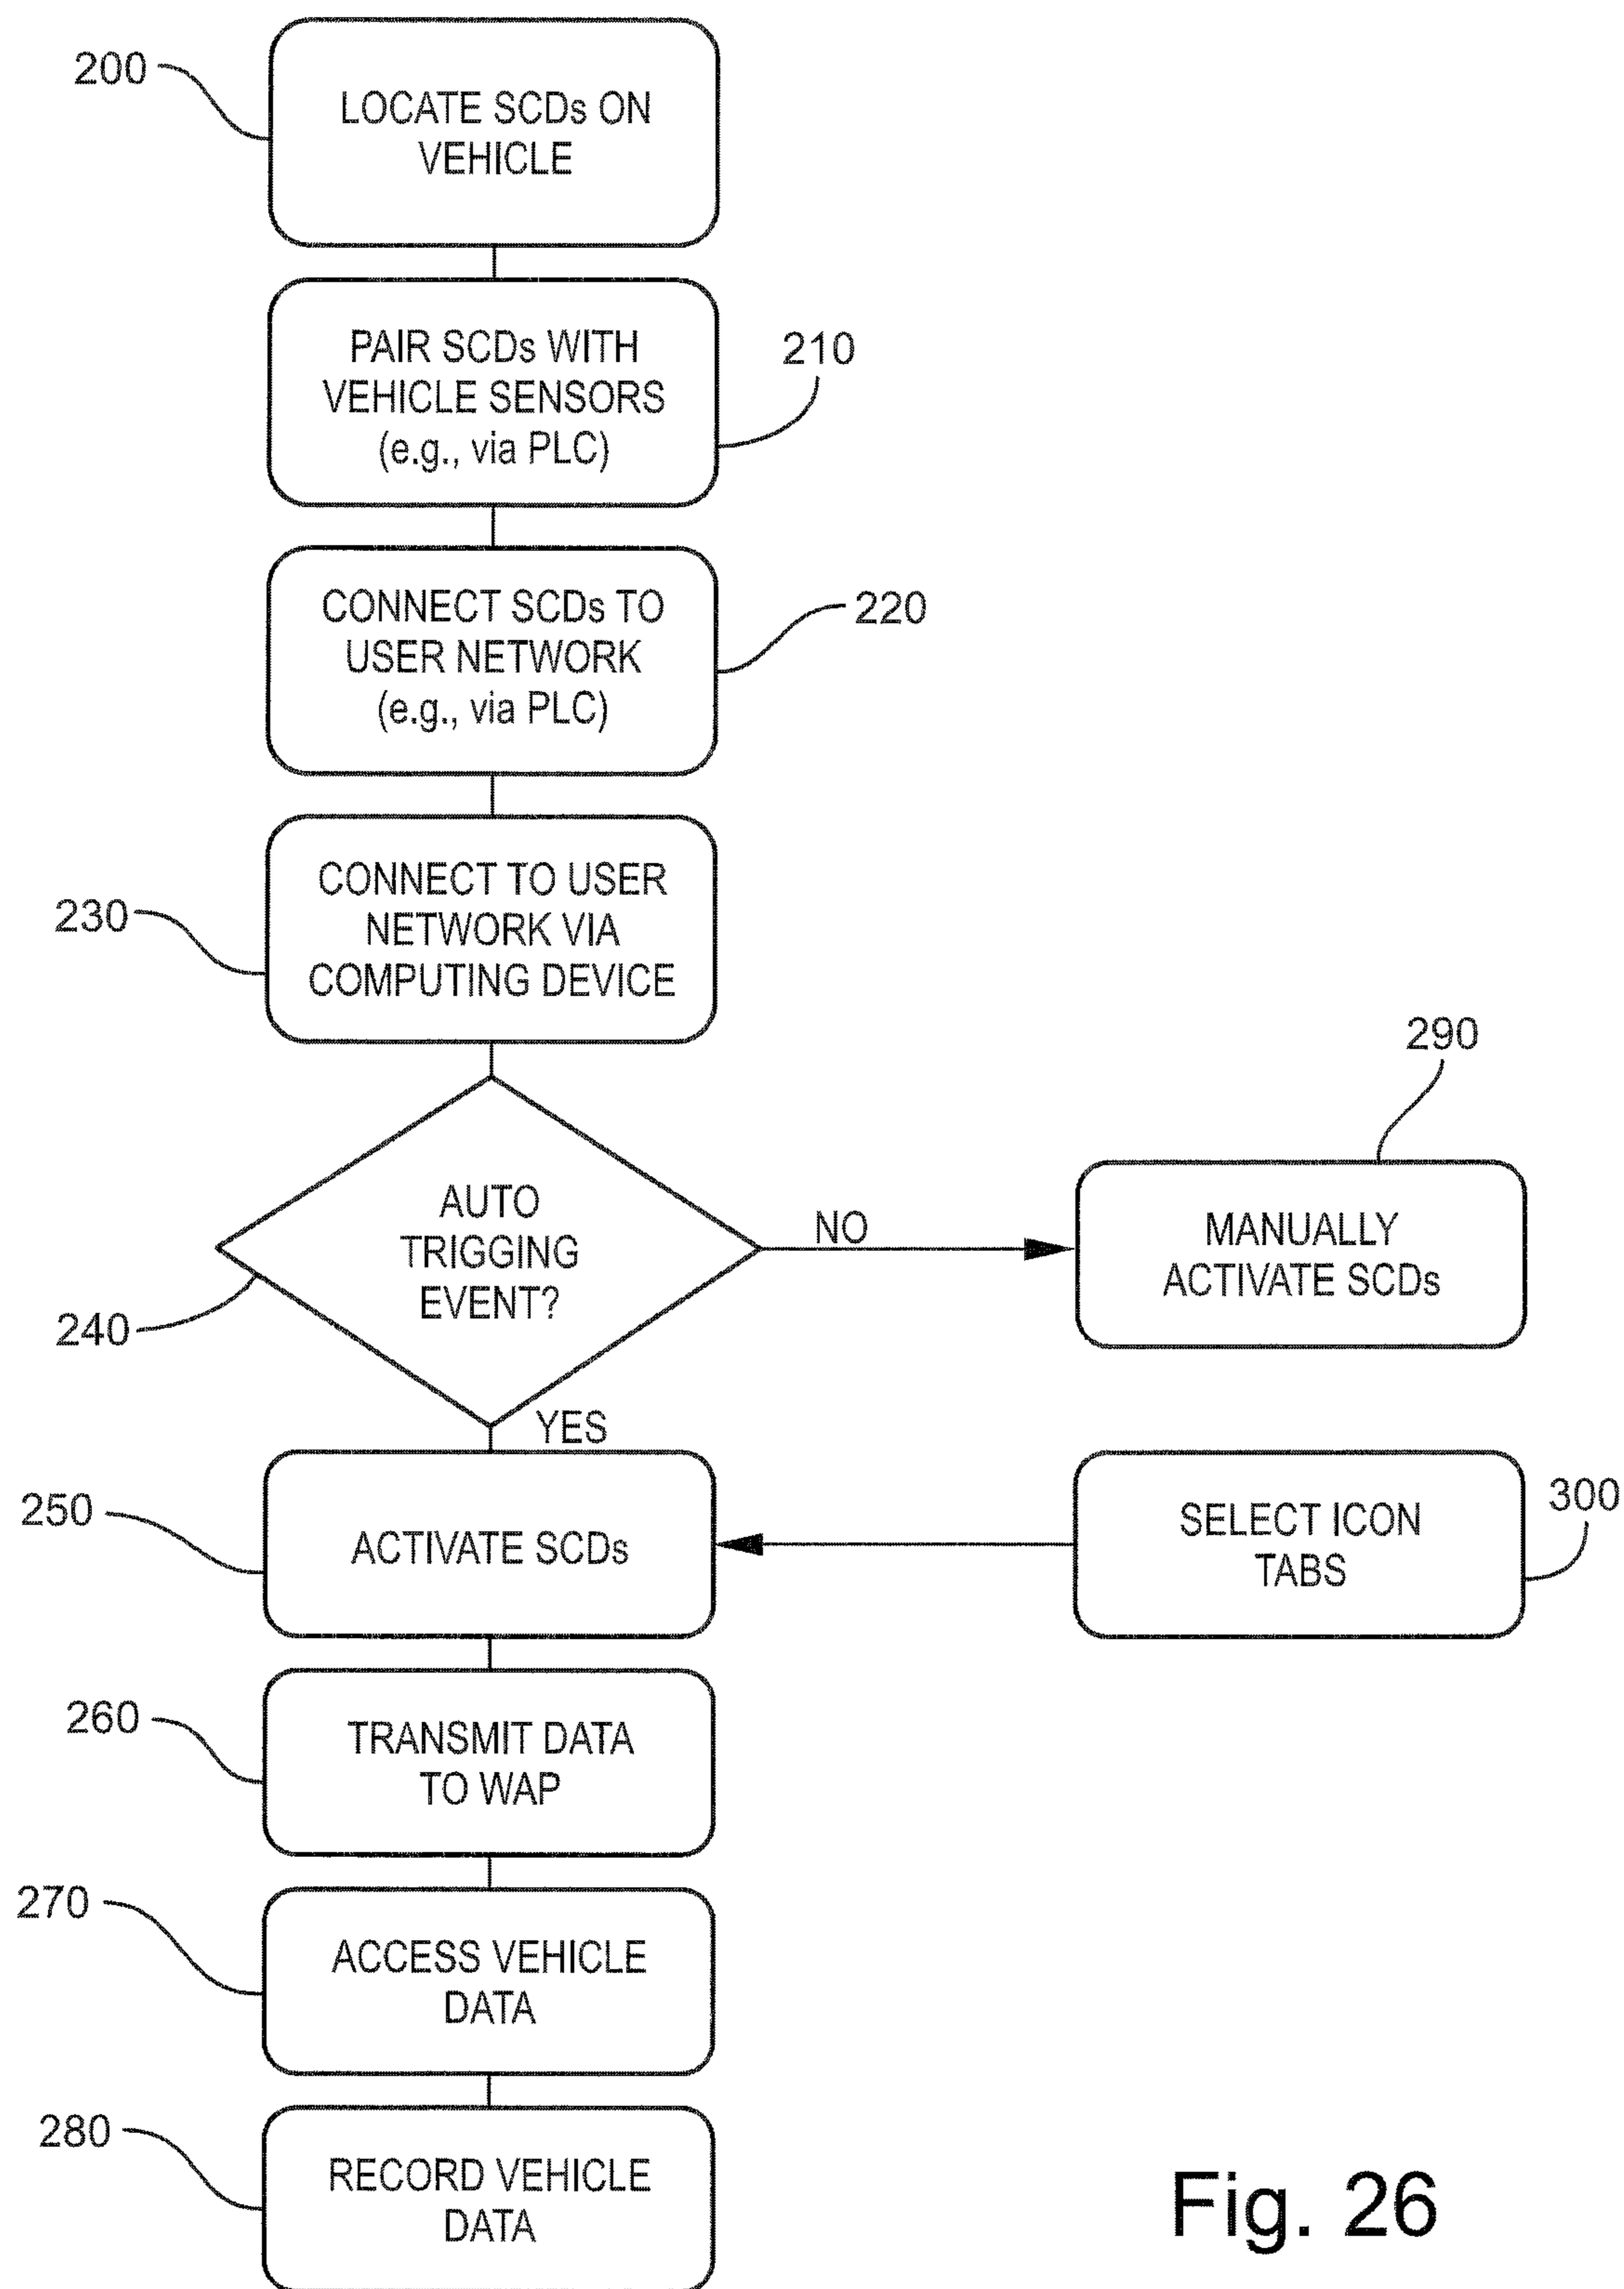 200
LOCATE SCDs ON
VEHICLE
PAIR SCDs WITH
VEHICLE SENSORS
(e.g., via PLC)
210
CONNECT SCDs TO
USER NETWORK
(e.g., via PLC)
220
CONNECT TO USER
NETWORK VIA
COMPUTING DEVICE
230
AUTO
TRIGGING
EVENT?
240
NO
290
MANUALLY
ACTIVATE SCDs
YES
250
ACTIVATE SCDs
SELECT ICON
TABS
300
260
TRANSMIT DATA
TO WAP
270
ACCESS VEHICLE
DATA
280
RECORD VEHICLE
DATA
Fig. 26